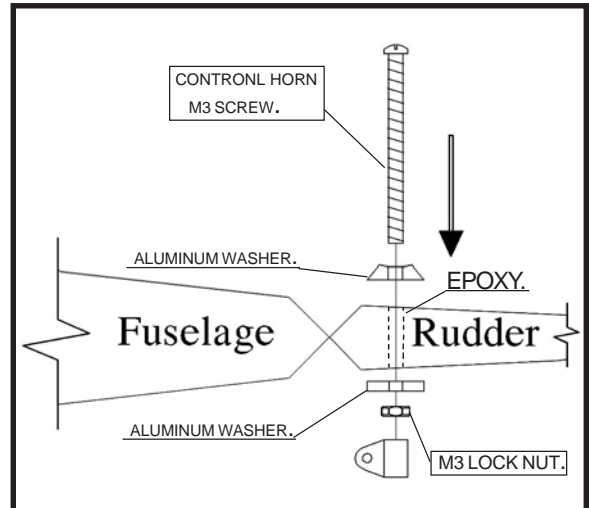 CONTRONL HORN
M3 SCREW.
ALUMINUM WASHER.
EPOXY.
Fuselage
Rudder
ALUMINUM WASHER.
M3 LOCK NUT.